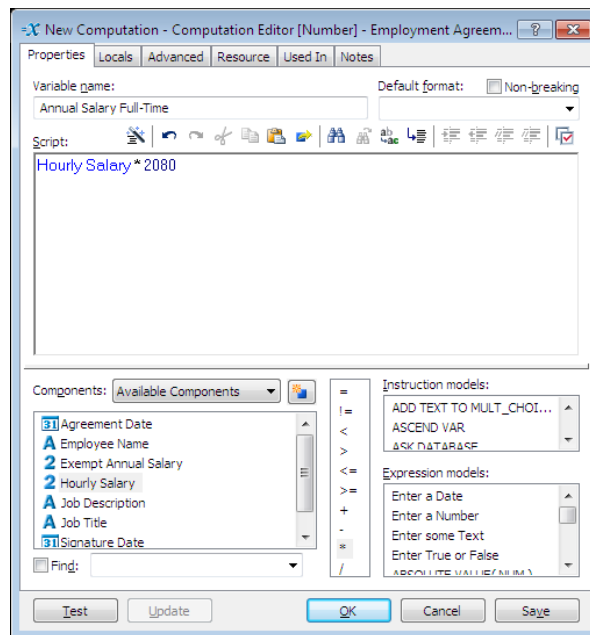 New Computation - Computation Editor [Number] - Employment Agreem...
Properties Locals Advanced Resource Used In Notes
Variable name: Default format: Non-breaking
Annual Salary Full-Time
Script:
Hourly Salary * 2080
Components: Available Components
31 Agreement Date
A Employee Name
2 Exempt Annual Salary
2 Hourly Salary
A Job Description
A Job Title
31 Signature Date
Find:
=
!=
<
>
<=
>=
+
-
*
/
Instruction models:
ADD TEXT TO MULT_CHOI...
ASCEND VAR
ASK DATABASE
Expression models:
Enter a Date
Enter a Number
Enter some Text
Enter True or False
ABSOLUTE VALUE( NUM )
Test Update OK Cancel Save